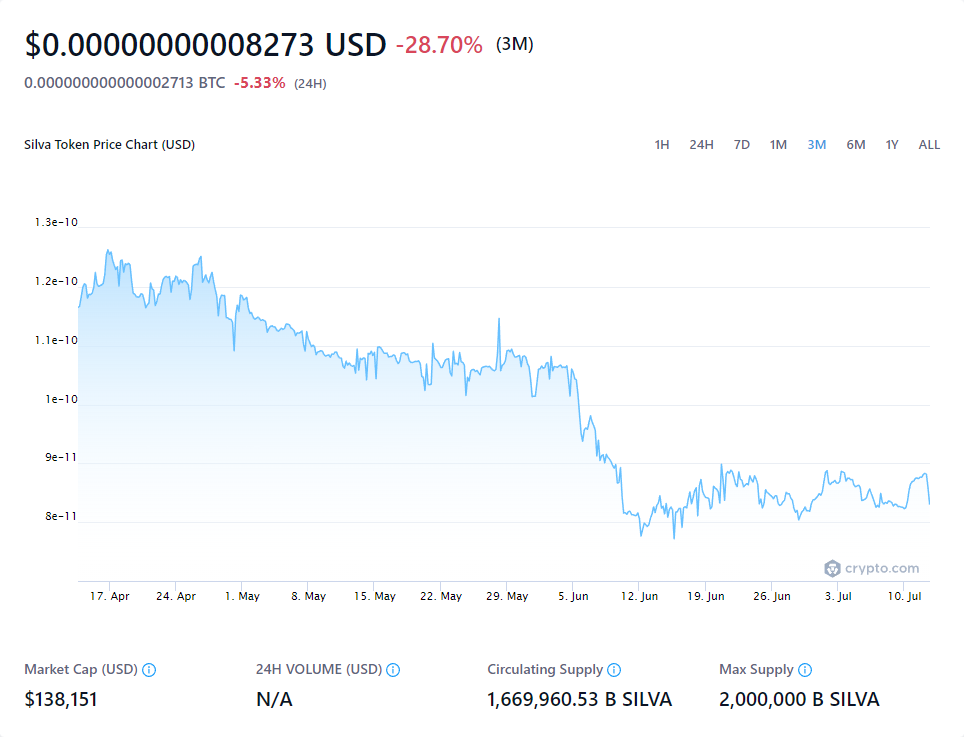 $0.00000000008273 USD -28.70% (3M)
0.000000000000002713 BTC -5.33% (24H)
Silva Token Price Chart (USD) 1H 24H 7D 1M 3M 6M 1Y ALL
1.3e-10
1.2e-10
1.1e-10
1e-10
9e-11
8e-11
crypto.com
17. Apr 24. Apr 1. May 8. May 15. May 22. May 29. May 5. Jun 12. Jun 19. Jun 26. Jun 3. Jul 10. Jul
Market Cap (USD) 24H VOLUME (USD) Circulating Supply Max Supply
$138,151 N/A 1,669,960.53 B SILVA 2,000,000 B SILVA